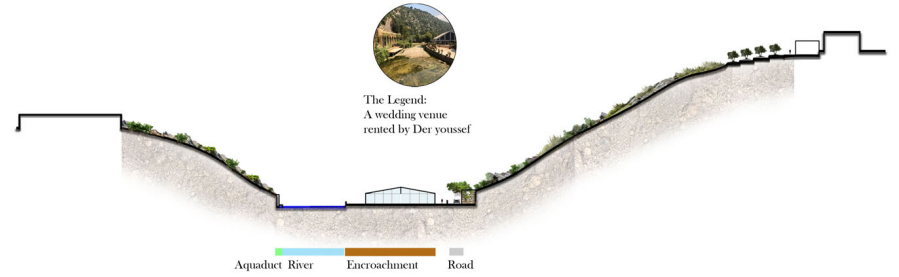 The Legend:
A wedding venue
rented by Der youssef
Aquaduct River Encroachment Road